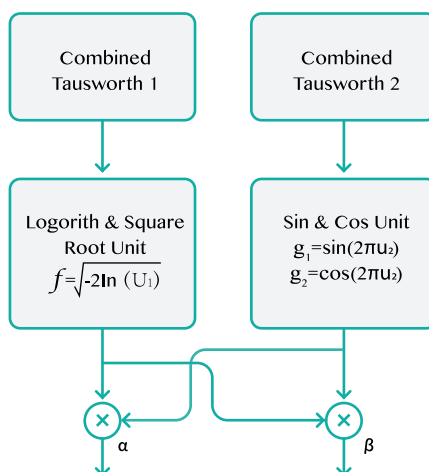 Combined
Tausworth 1
Combined
Tausworth 2
Logorith & Square
Root Unit
f=√-2ln (U₁)
Sin & Cos Unit
g₁=sin(2πu₂)
g₂=cos(2πu₂)
×
α
×
β